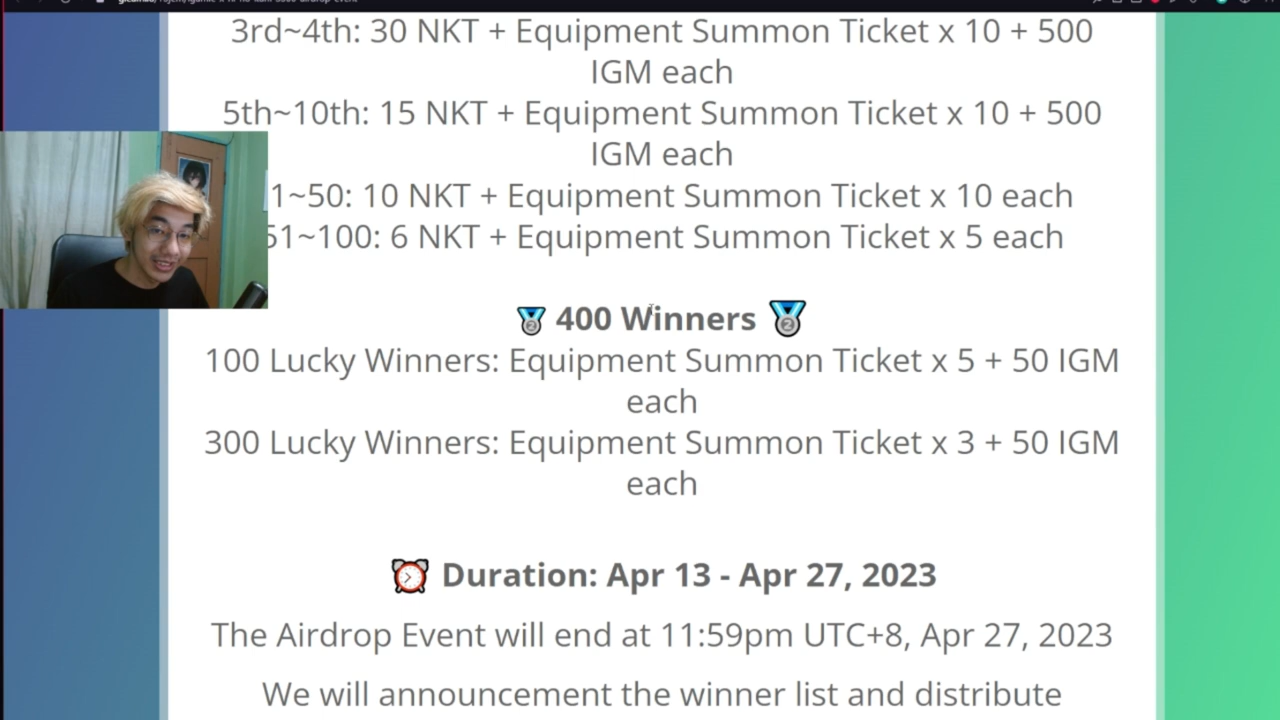 3rd~4th: 30 NKT + Equipment Summon Ticket x 10 + 500
IGM each
5th~10th: 15 NKT + Equipment Summon Ticket x 10 + 500
IGM each
1~50: 10 NKT + Equipment Summon Ticket x 10 each
51~100: 6 NKT + Equipment Summon Ticket x 5 each
400 Winners
100 Lucky Winners: Equipment Summon Ticket x 5 + 50 IGM
each
300 Lucky Winners: Equipment Summon Ticket x 3 + 50 IGM
each
Duration: Apr 13 - Apr 27, 2023
The Airdrop Event will end at 11:59pm UTC+8, Apr 27, 2023
We will announcement the winner list and distribute